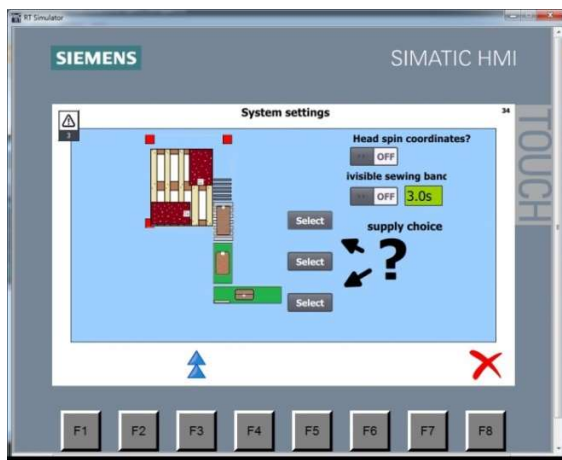 RT Simulator
SIEMENS
SIMATIC HMI
TOUCH
System settings
34
3
Head spin coordinates?
OFF
ivisible sewing banc
OFF
3.0s
supply choice
?
Select
Select
Select
F1
F2
F3
F4
F5
F6
F7
F8